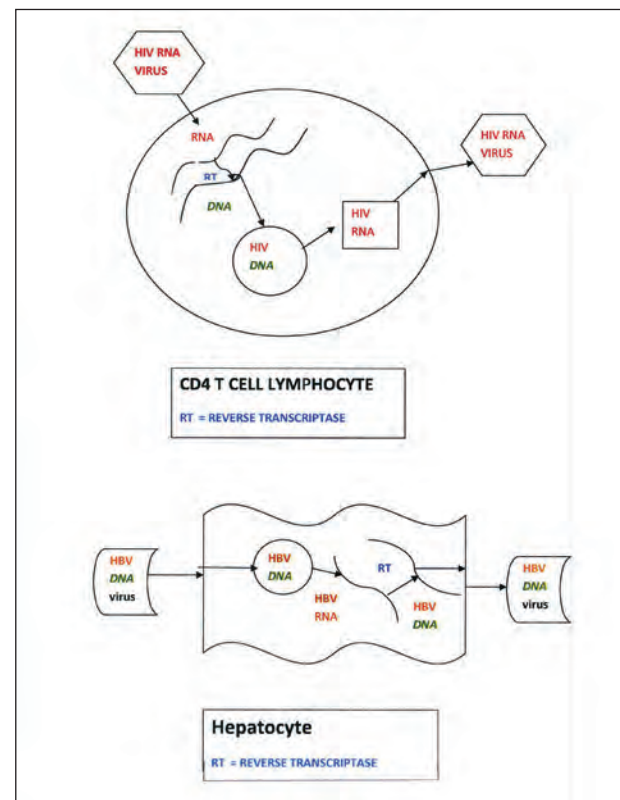 HIV RNA
VIRUS
RNA
RT
DNA
HIV
DNA
HIV
RNA
HIV RNA
VIRUS
CD4 T CELL LYMPHOCYTE
RT = REVERSE TRANSCRIPTASE
HBV
DNA
virus
HBV
DNA
HBV
RNA
RT
HBV
DNA
HBV
DNA
virus
Hepatocyte
RT = REVERSE TRANSCRIPTASE